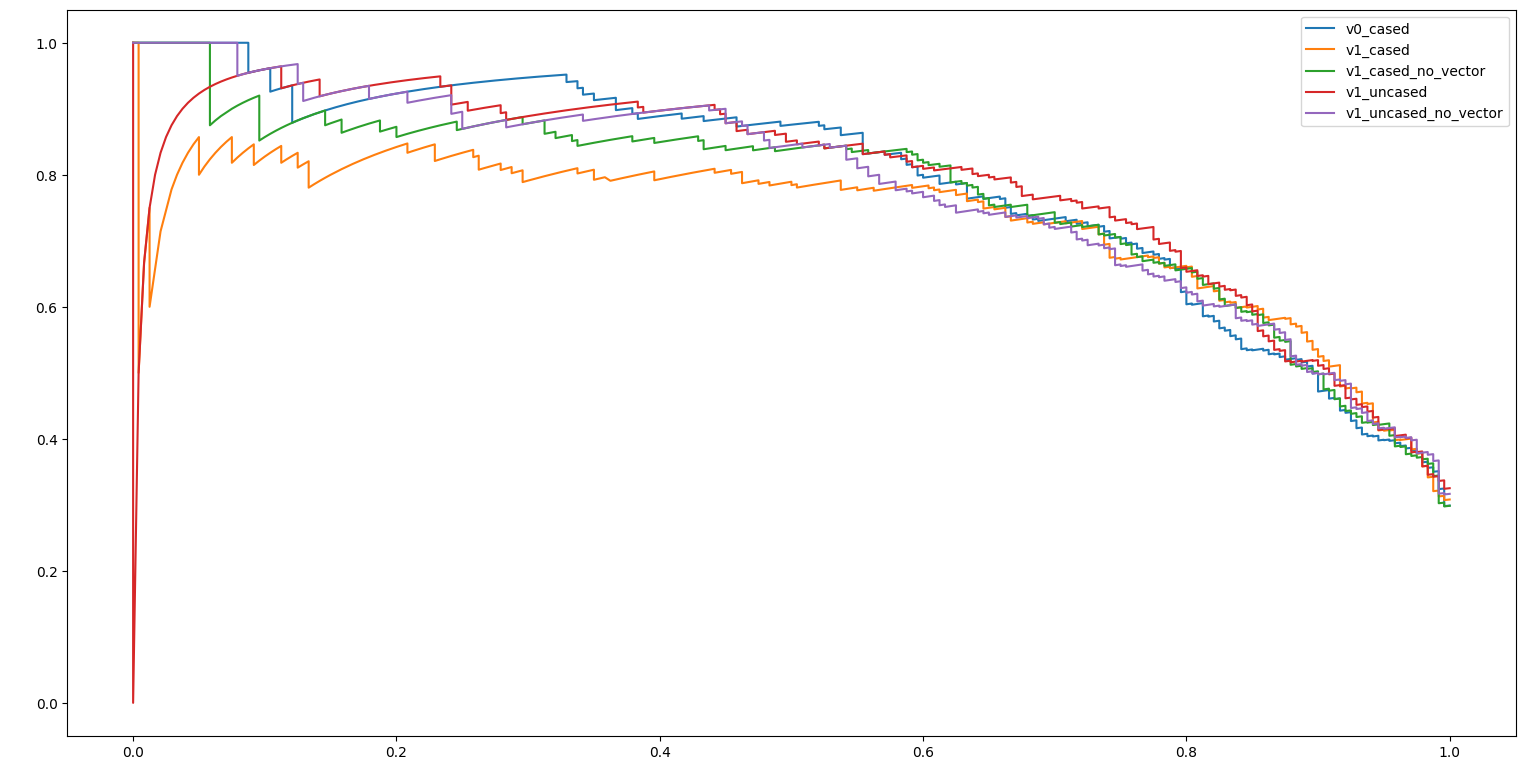 1.0
0.8
0.6
0.4
0.2
0.0
0.0 0.2 0.4 0.6 0.8 1.0
v0_cased
v1_cased
v1_cased_no_vector
v1_uncased
v1_uncased_no_vector